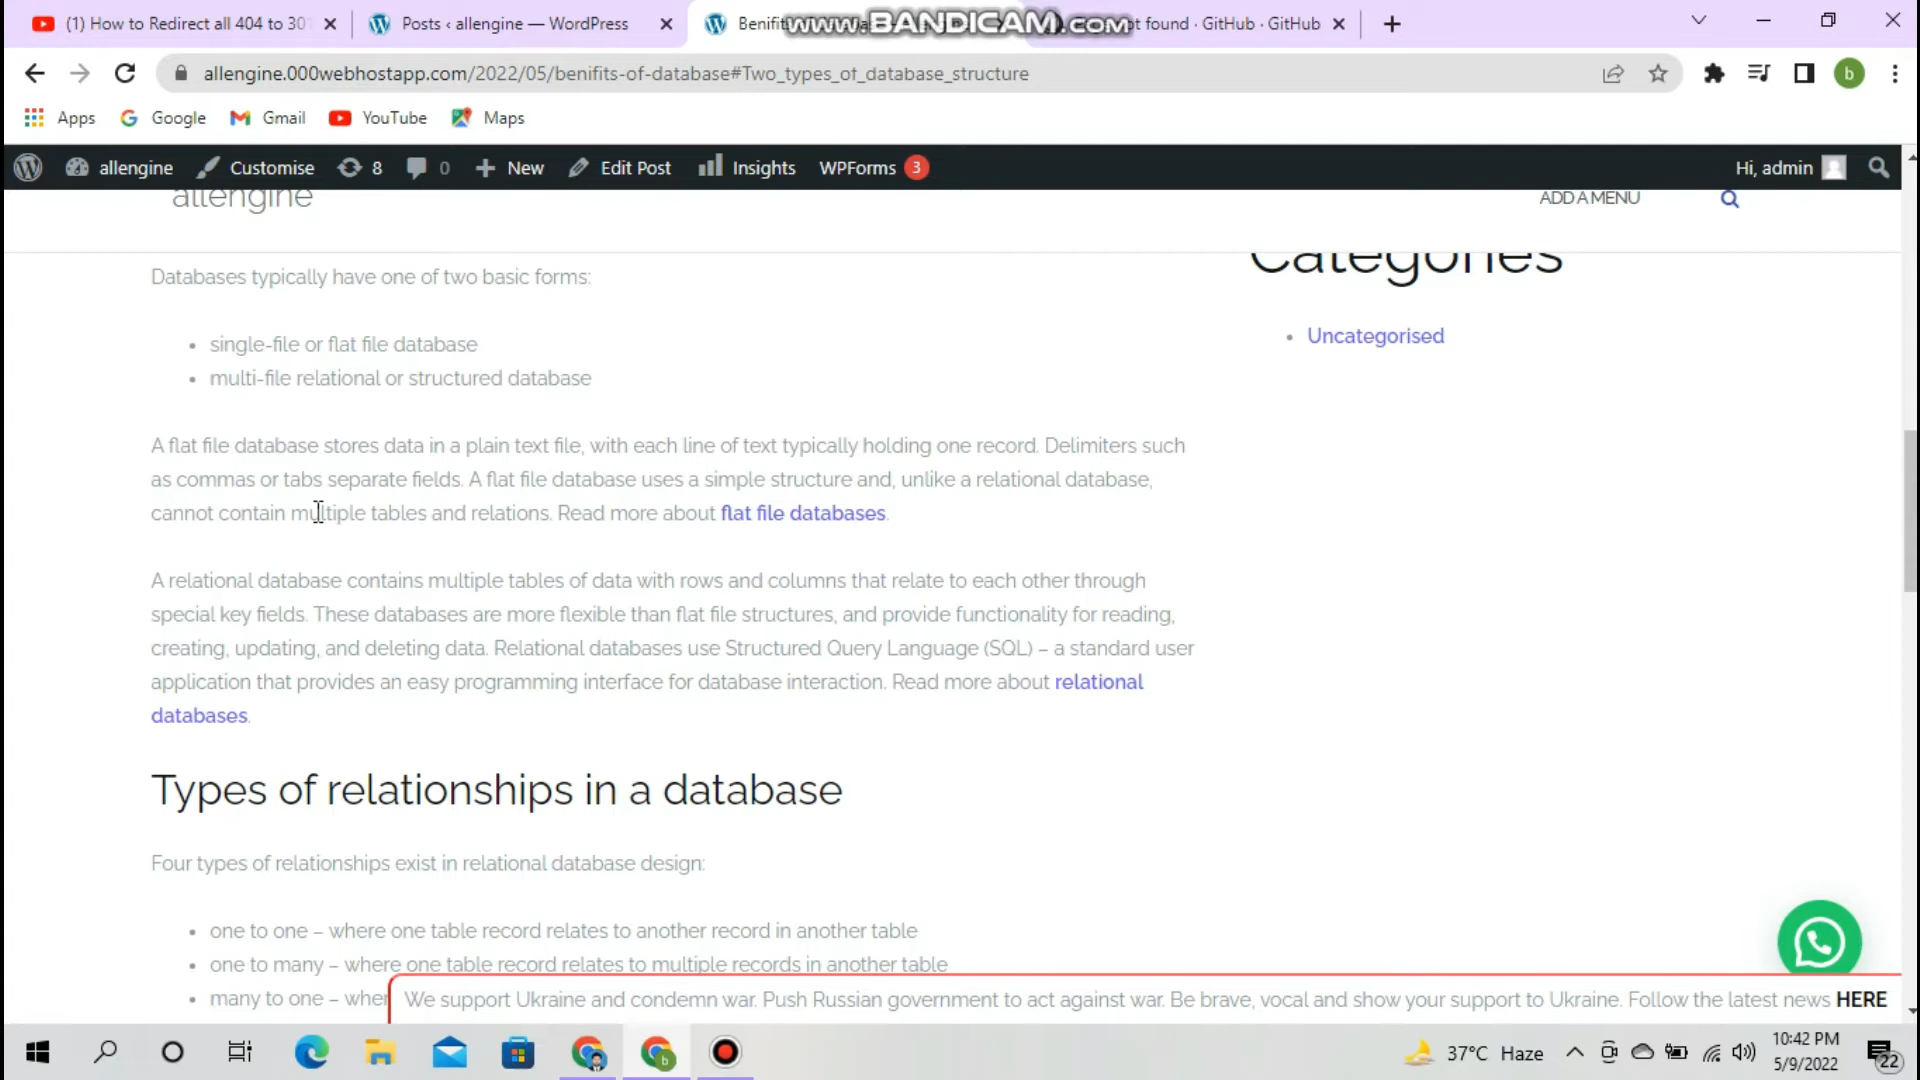 (1) How to Redirect all 404 to 301
Posts ‹ allengine — WordPress
www.BANDICAM.com
not found · GitHub · GitHub
allengine.000webhostapp.com/2022/05/benifits-of-database#Two_types_of_database_structure
b
Apps
Google
Gmail
YouTube
Maps
allengine
Customise
8
0
New
Edit Post
Insights
WPForms 3
Hi, admin
allengine
ADD A MENU
Databases typically have one of two basic forms:
Categories
single-file or flat file database
Uncategorised
multi-file relational or structured database
A flat file database stores data in a plain text file, with each line of text typically holding one record. Delimiters such
as commas or tabs separate fields. A flat file database uses a simple structure and, unlike a relational database,
cannot contain multiple tables and relations. Read more about flat file databases.
A relational database contains multiple tables of data with rows and columns that relate to each other through
special key fields. These databases are more flexible than flat file structures, and provide functionality for reading,
creating, updating, and deleting data. Relational databases use Structured Query Language (SQL) – a standard user
application that provides an easy programming interface for database interaction. Read more about relational
databases.
Types of relationships in a database
Four types of relationships exist in relational database design:
one to one – where one table record relates to another record in another table
one to many – where one table record relates to multiple records in another table
many to one –
We support Ukraine and condemn war. Push Russian government to act against war. Be brave, vocal and show your support to Ukraine. Follow the latest news HERE
b
37°C Haze
10:42 PM
5/9/2022
22